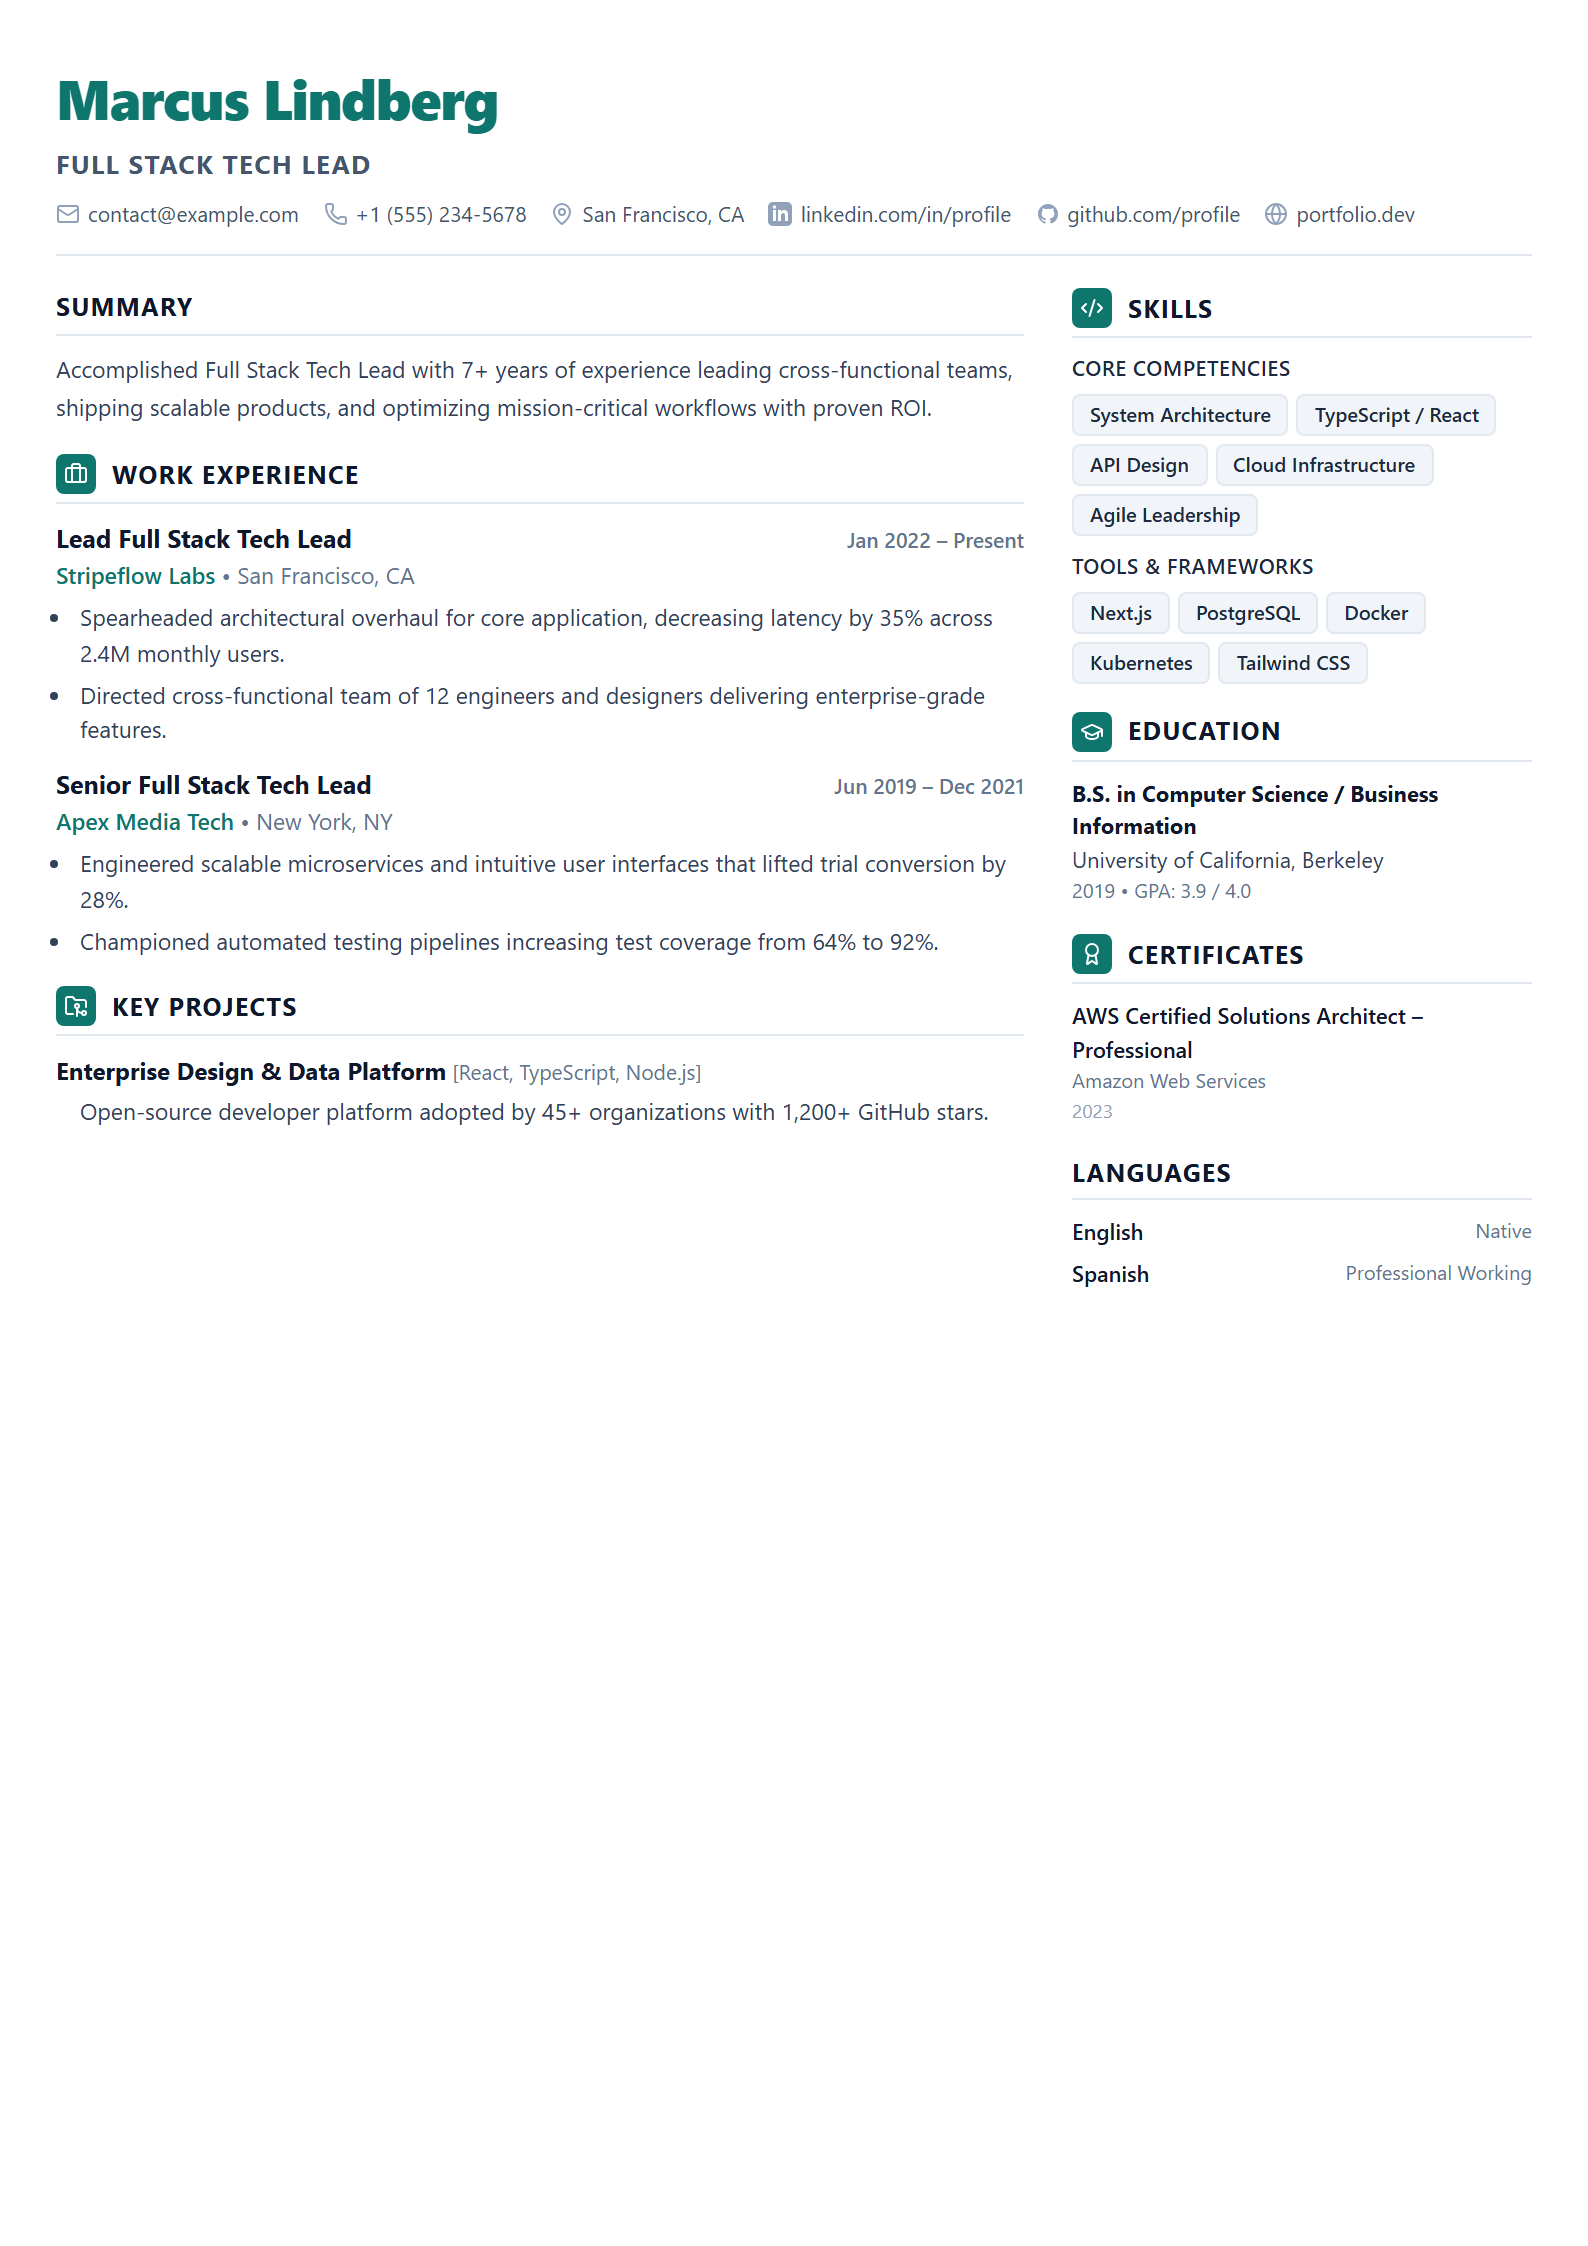 Marcus Lindberg
FULL STACK TECH LEAD
contact@example.com +1 (555) 234-5678 San Francisco, CA linkedin.com/in/profile github.com/profile portfolio.dev
SUMMARY
Accomplished Full Stack Tech Lead with 7+ years of experience leading cross-functional teams,
shipping scalable products, and optimizing mission-critical workflows with proven ROI.
WORK EXPERIENCE
Lead Full Stack Tech Lead Jan 2022 – Present
Stripeflow Labs • San Francisco, CA
• Spearheaded architectural overhaul for core application, decreasing latency by 35% across
2.4M monthly users.
• Directed cross-functional team of 12 engineers and designers delivering enterprise-grade
features.
Senior Full Stack Tech Lead Jun 2019 – Dec 2021
Apex Media Tech • New York, NY
• Engineered scalable microservices and intuitive user interfaces that lifted trial conversion by
28%.
• Championed automated testing pipelines increasing test coverage from 64% to 92%.
KEY PROJECTS
Enterprise Design & Data Platform [React, TypeScript, Node.js]
Open-source developer platform adopted by 45+ organizations with 1,200+ GitHub stars.
SKILLS
CORE COMPETENCIES
System Architecture TypeScript / React
API Design Cloud Infrastructure
Agile Leadership
TOOLS & FRAMEWORKS
Next.js PostgreSQL Docker
Kubernetes Tailwind CSS
EDUCATION
B.S. in Computer Science / Business
Information
University of California, Berkeley
2019 • GPA: 3.9 / 4.0
CERTIFICATES
AWS Certified Solutions Architect –
Professional
Amazon Web Services
2023
LANGUAGES
English Native
Spanish Professional Working